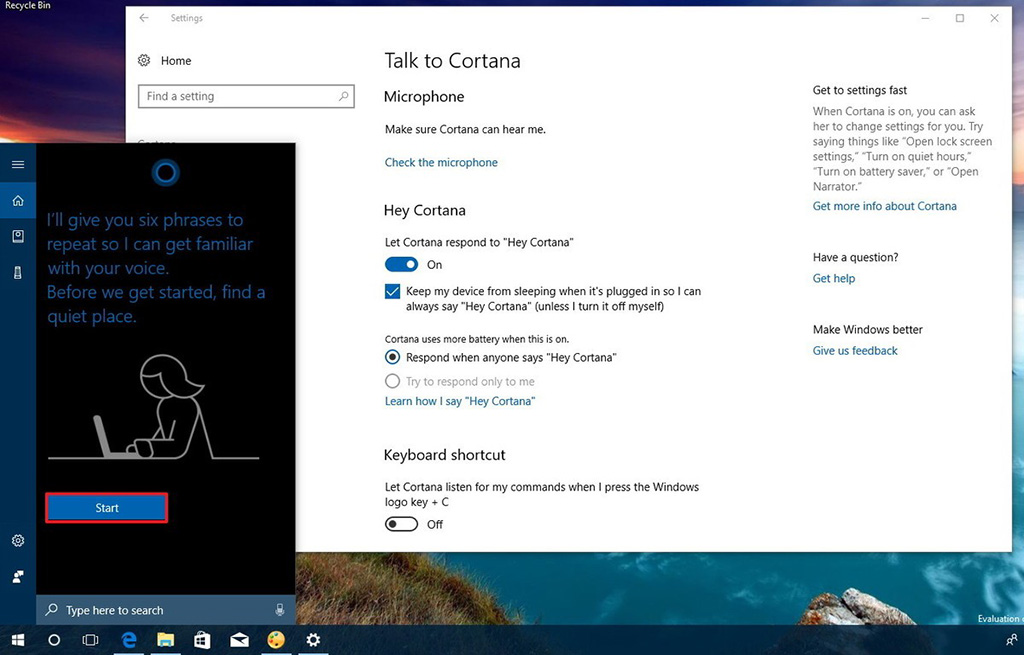 Recycle Bin
Settings
Home
Find a setting
Talk to Cortana
Microphone
Make sure Cortana can hear me.
Check the microphone
Hey Cortana
Let Cortana respond to "Hey Cortana"
On
Keep my device from sleeping when it's plugged in so I can
always say "Hey Cortana" (unless I turn it off myself)
Cortana uses more battery when this is on.
Respond when anyone says "Hey Cortana"
Try to respond only to me
Learn how I say "Hey Cortana"
Keyboard shortcut
Let Cortana listen for my commands when I press the Windows
logo key + C
Off
Get to settings fast
When Cortana is on, you can ask
her to change settings for you. Try
saying things like “Open lock screen
settings,” “Turn on quiet hours,”
“Turn on battery saver,” or “Open
Narrator.”
Get more info about Cortana
Have a question?
Get help
Make Windows better
Give us feedback
I'll give you six phrases to
repeat so I can get familiar
with your voice.
Before we get started, find a
quiet place.
Start
Type here to search
Evaluation